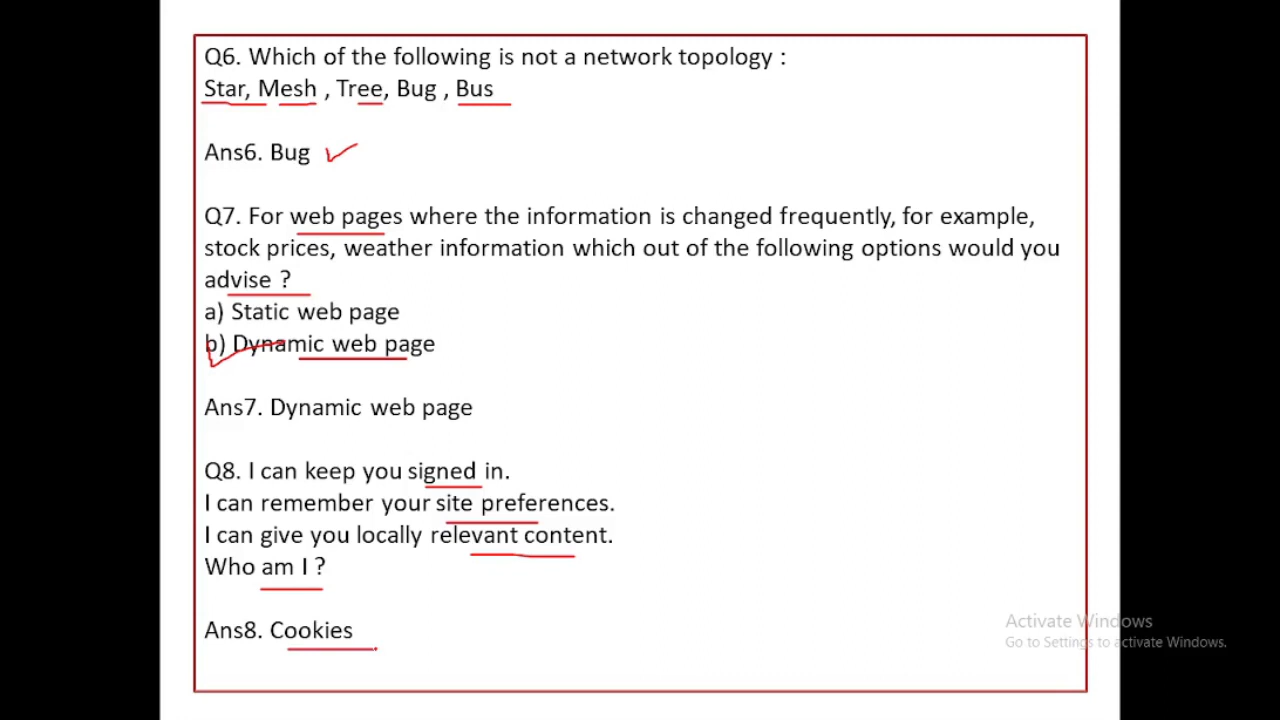 Q6. Which of the following is not a network topology :
Star, Mesh , Tree, Bug , Bus
Ans6. Bug
Q7. For web pages where the information is changed frequently, for example,
stock prices, weather information which out of the following options would you
advise ?
a) Static web page
b) Dynamic web page
Ans7. Dynamic web page
Q8. I can keep you signed in.
I can remember your site preferences.
I can give you locally relevant content.
Who am I ?
Ans8. Cookies
Activate Windows
Go to Settings to activate Windows.